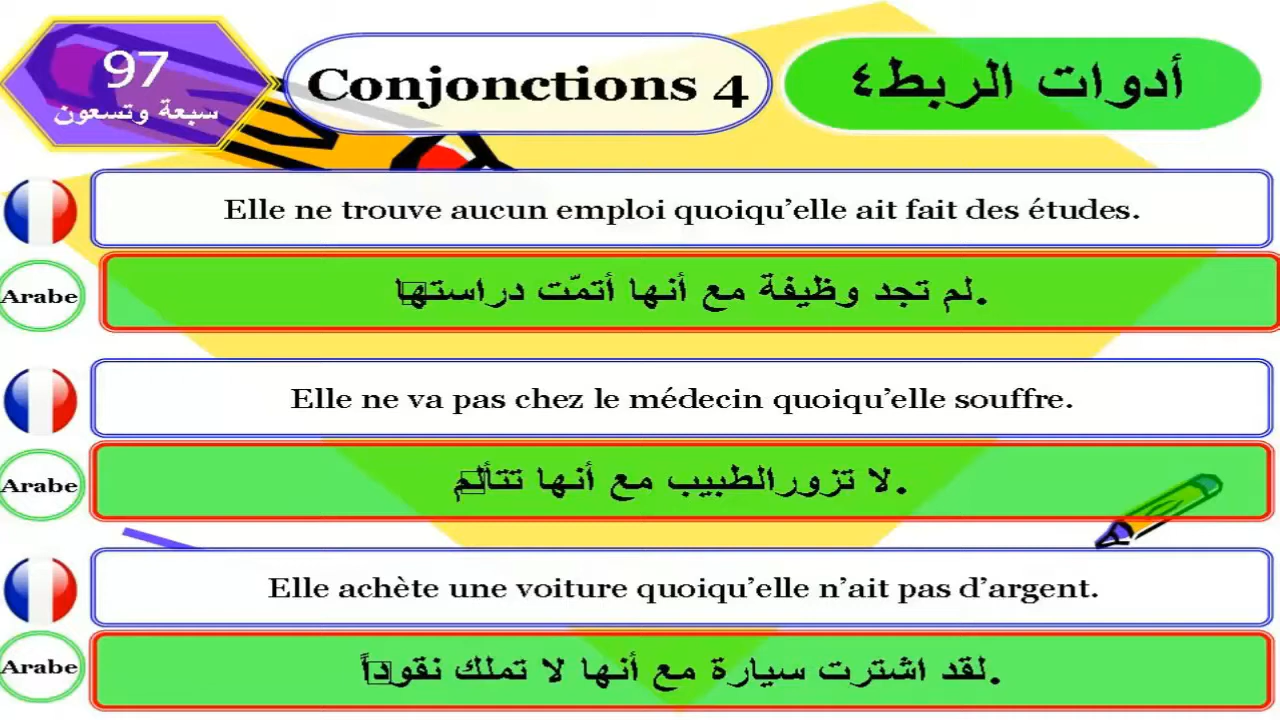 97
سبعة وتسعون
Conjonctions 4
أدوات الربط٤
Elle ne trouve aucun emploi quoiqu’elle ait fait des études.
Arabe
لم تجد وظيفة مع أنها أتمّت دراستها.
Elle ne va pas chez le médecin quoiqu’elle souffre.
Arabe
لا تزورالطبيب مع أنها تتألم.
Elle achète une voiture quoiqu’elle n’ait pas d’argent.
Arabe
لقد اشترت سيارة مع أنها لا تملك نقوداً.